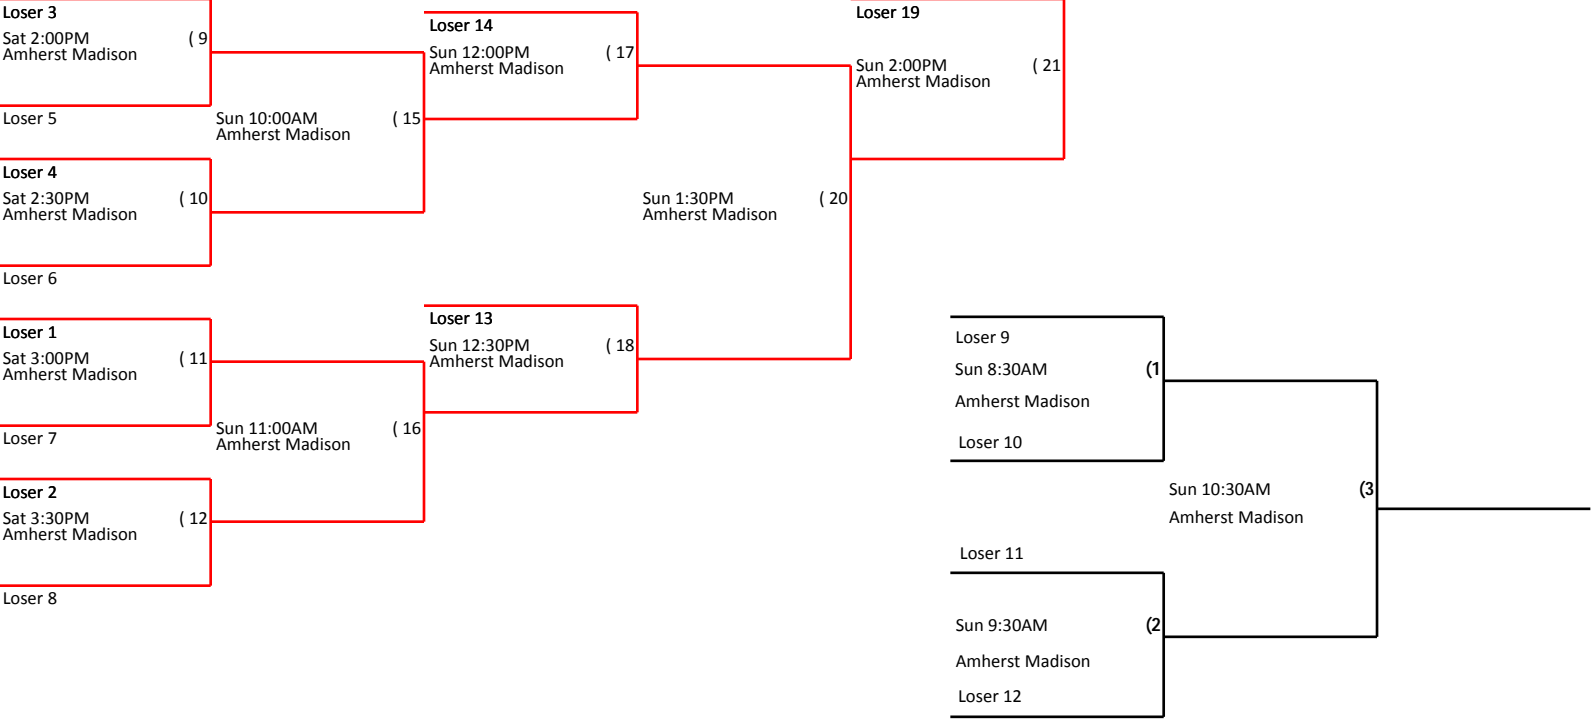 Loser 3
Sat 2:00PM ( 9
Amherst Madison
Loser 5
Sun 10:00AM ( 15
Amherst Madison
Loser 4
Sat 2:30PM ( 10
Amherst Madison
Loser 6
Loser 1
Sat 3:00PM ( 11
Amherst Madison
Loser 7
Sun 11:00AM ( 16
Amherst Madison
Loser 2
Sat 3:30PM ( 12
Amherst Madison
Loser 8
Loser 14
Sun 12:00PM ( 17
Amherst Madison
Loser 13
Sun 12:30PM ( 18
Amherst Madison
Sun 1:30PM ( 20
Amherst Madison
Loser 19
Sun 2:00PM ( 21
Amherst Madison
Loser 9
Sun 8:30AM (1
Amherst Madison
Loser 10
Sun 10:30AM (3
Amherst Madison
Loser 11
Sun 9:30AM (2
Amherst Madison
Loser 12